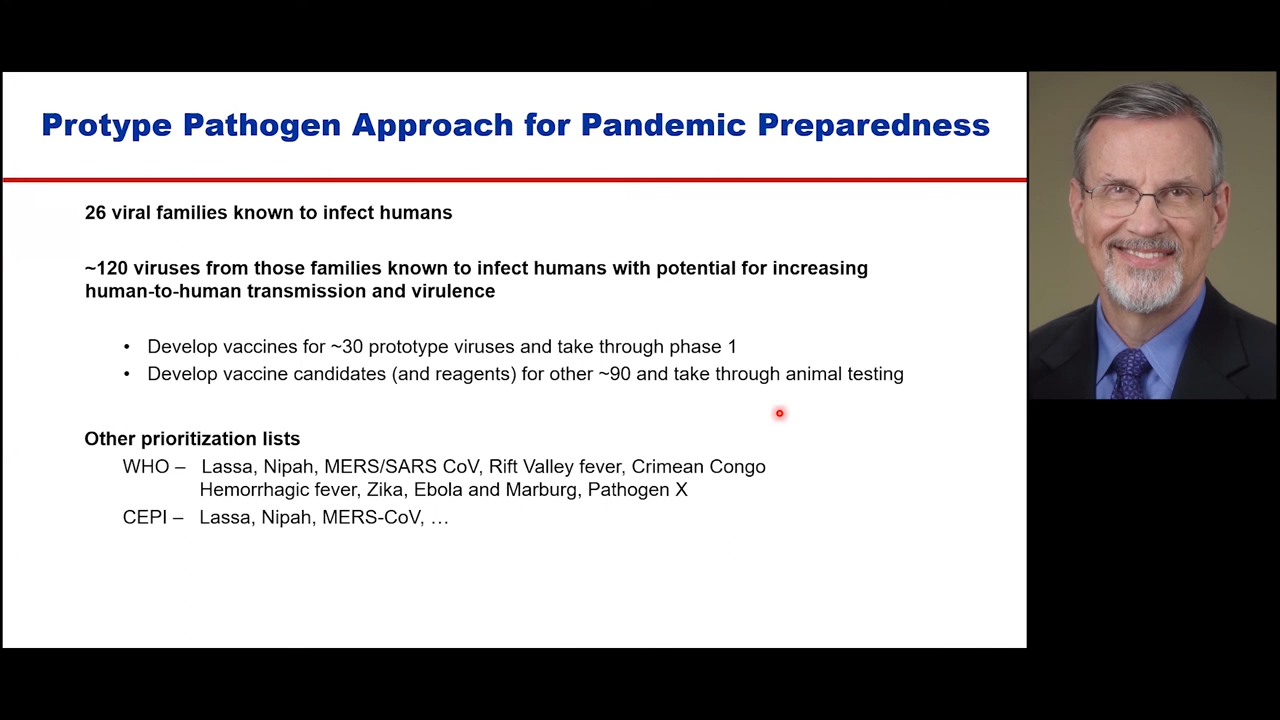 Protype Pathogen Approach for Pandemic Preparedness
26 viral families known to infect humans
~120 viruses from those families known to infect humans with potential for increasing
human-to-human transmission and virulence
• Develop vaccines for ~30 prototype viruses and take through phase 1
• Develop vaccine candidates (and reagents) for other ~90 and take through animal testing
Other prioritization lists
WHO – Lassa, Nipah, MERS/SARS CoV, Rift Valley fever, Crimean Congo
Hemorrhagic fever, Zika, Ebola and Marburg, Pathogen X
CEPI – Lassa, Nipah, MERS-CoV, …